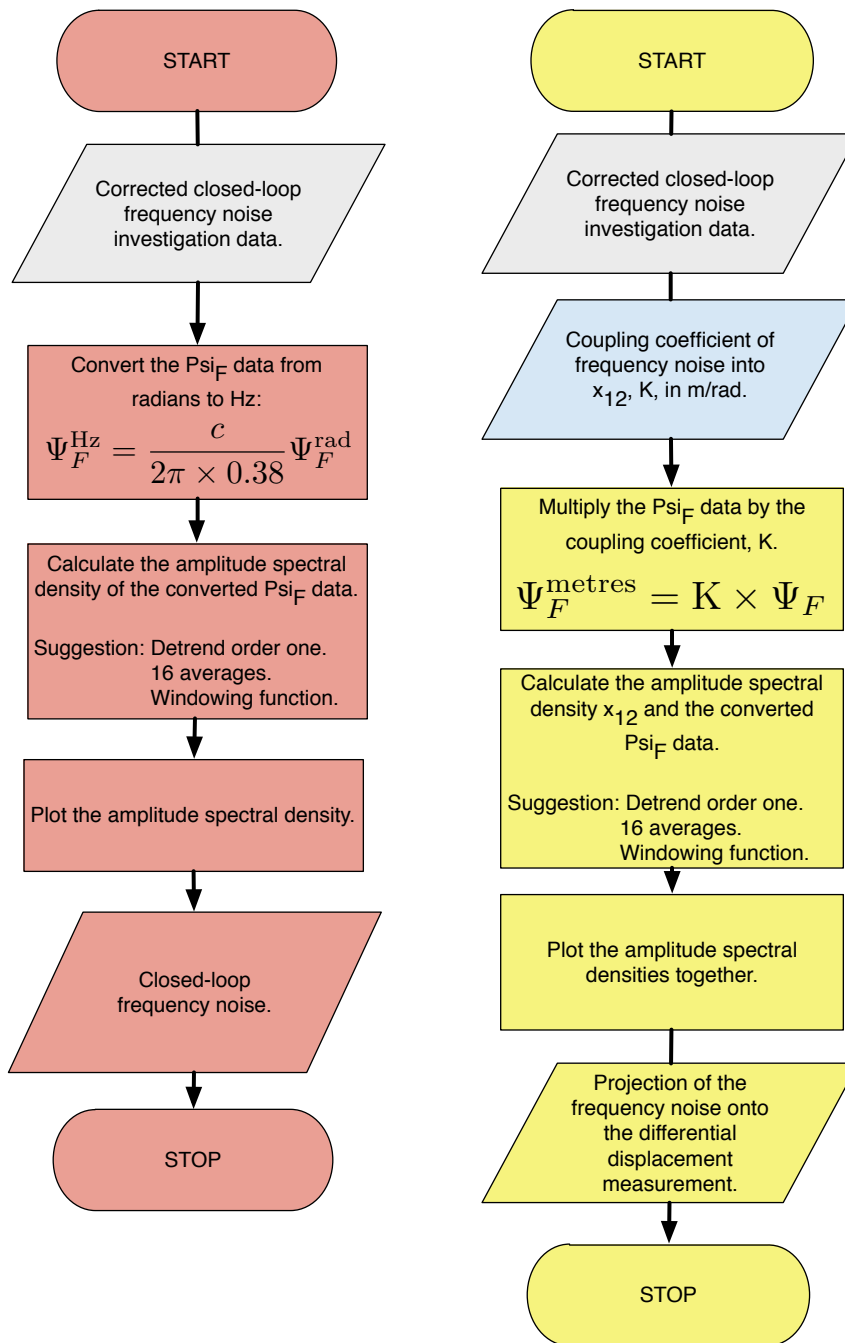 START
Corrected closed-loop
frequency noise
investigation data.
Convert the Psi_F data from
radians to Hz:
Ψ_F^Hz = c / (2π × 0.38) Ψ_F^rad
Calculate the amplitude spectral
density of the converted Psi_F data.
Suggestion: Detrend order one.
16 averages.
Windowing function.
Plot the amplitude spectral density.
Closed-loop
frequency noise.
STOP
START
Corrected closed-loop
frequency noise
investigation data.
Coupling coefficient of
frequency noise into
x_12, K, in m/rad.
Multiply the Psi_F data by the
coupling coefficient, K.
Ψ_F^metres = K × Ψ_F
Calculate the amplitude spectral
density x_12 and the converted
Psi_F data.
Suggestion: Detrend order one.
16 averages.
Windowing function.
Plot the amplitude spectral
densities together.
Projection of the
frequency noise onto
the differential
displacement
measurement.
STOP